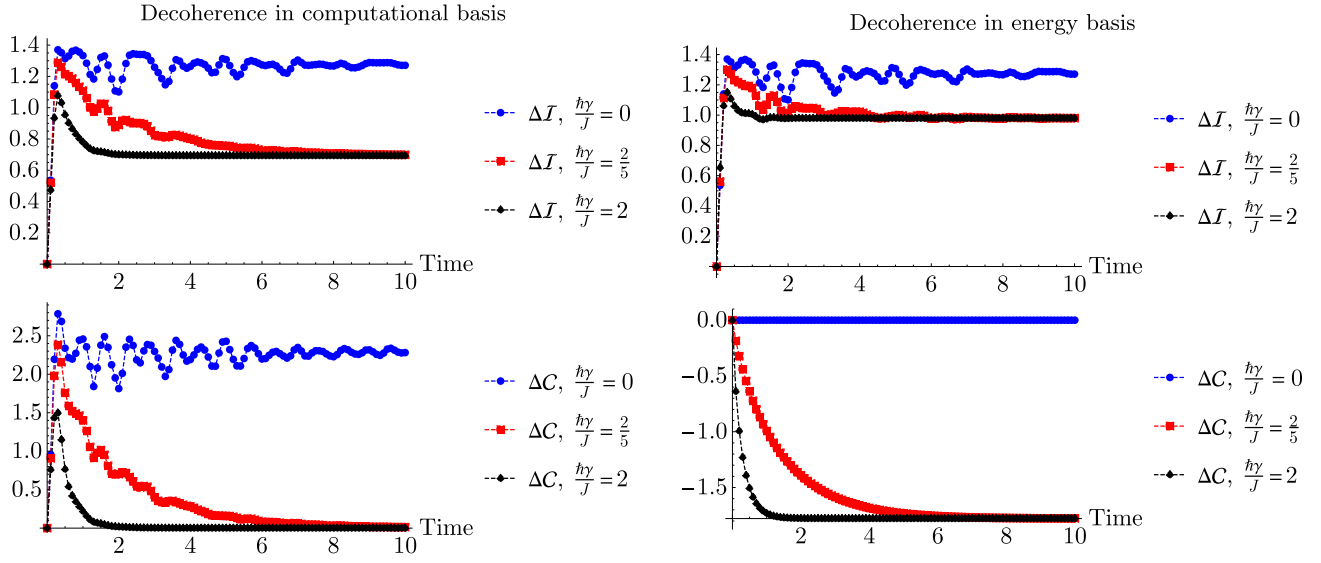 Decoherence in computational basis
1.4
1.2
1.0
0.8
0.6
0.4
0.2
2 4 6 8 10
Time
Δℐ, ℏγ/J = 0
Δℐ, ℏγ/J = 2/5
Δℐ, ℏγ/J = 2
Decoherence in energy basis
1.4
1.2
1.0
0.8
0.6
0.4
0.2
2 4 6 8 10
Time
Δℐ, ℏγ/J = 0
Δℐ, ℏγ/J = 2/5
Δℐ, ℏγ/J = 2
2.5
2.0
1.5
1.0
0.5
2 4 6 8 10
Time
Δ𝒞, ℏγ/J = 0
Δ𝒞, ℏγ/J = 2/5
Δ𝒞, ℏγ/J = 2
0.0
−0.5
−1.0
−1.5
2 4 6 8 10
Time
Δ𝒞, ℏγ/J = 0
Δ𝒞, ℏγ/J = 2/5
Δ𝒞, ℏγ/J = 2